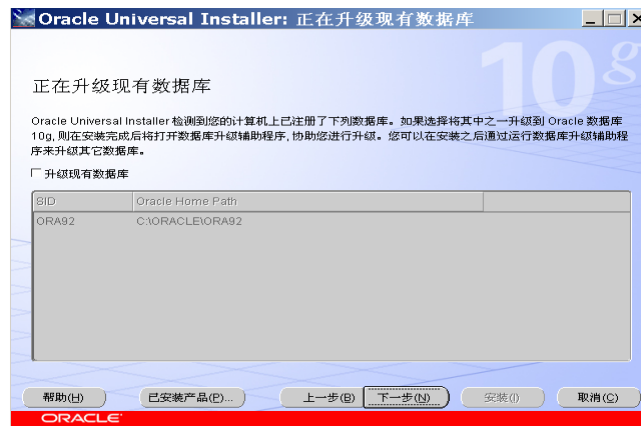 Oracle Universal Installer: 正在升级现有数据库
10g
正在升级现有数据库
Oracle Universal Installer 检测到您的计算机上已注册了下列数据库。如果选择将其中之一升级到 Oracle 数据库
10g, 则在安装完成后将打开数据库升级辅助程序, 协助您进行升级。您可以在安装之后通过运行数据库升级辅助程
序来升级其它数据库。
升级现有数据库
SID Oracle Home Path
ORA92 C:\ORACLE\ORA92
帮助(H) 已安装产品(P)... 上一步(B) 下一步(N) 安装(I) 取消(C)
ORACLE